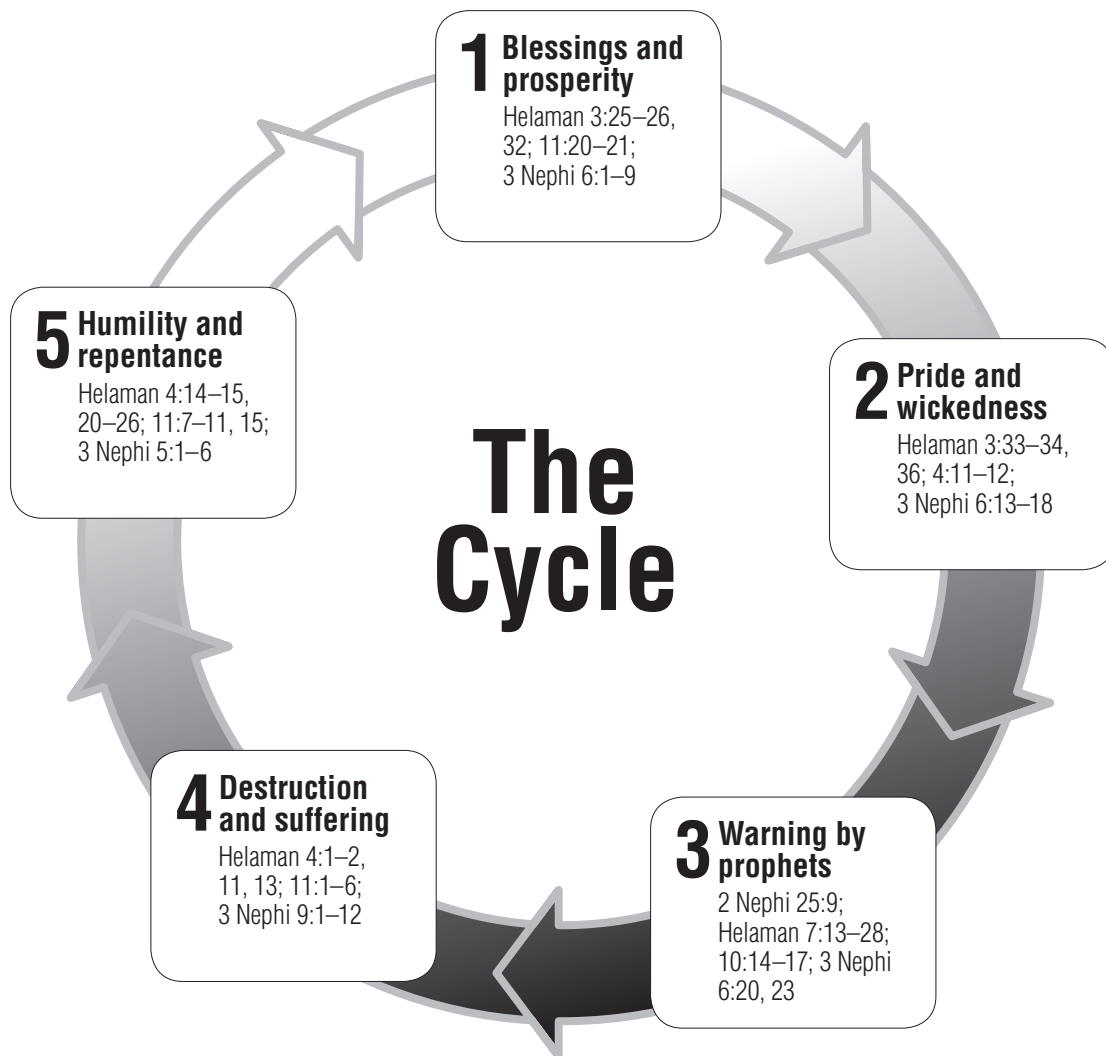 1 Blessings and
prosperity
Helaman 3:25–26,
32; 11:20–21;
3 Nephi 6:1–9
2 Pride and
wickedness
Helaman 3:33–34,
36; 4:11–12;
3 Nephi 6:13–18
3 Warning by
prophets
2 Nephi 25:9;
Helaman 7:13–28;
10:14–17; 3 Nephi
6:20, 23
4 Destruction
and suffering
Helaman 4:1–2,
11, 13; 11:1–6;
3 Nephi 9:1–12
5 Humility and
repentance
Helaman 4:14–15,
20–26; 11:7–11, 15;
3 Nephi 5:1–6
The
Cycle